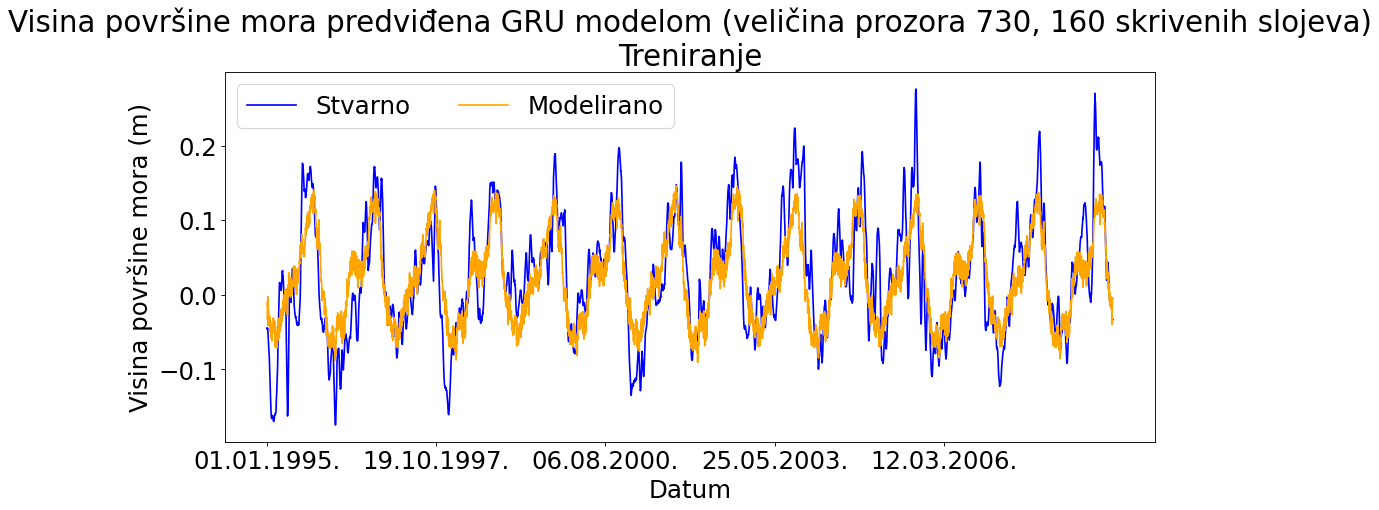 Visina površine mora predviđena GRU modelom (veličina prozora 730, 160 skrivenih slojeva)
Treniranje
Stvarno
Modelirano
Visina površine mora (m)
0.2
0.1
0.0
−0.1
01.01.1995.
19.10.1997.
06.08.2000.
25.05.2003.
12.03.2006.
Datum